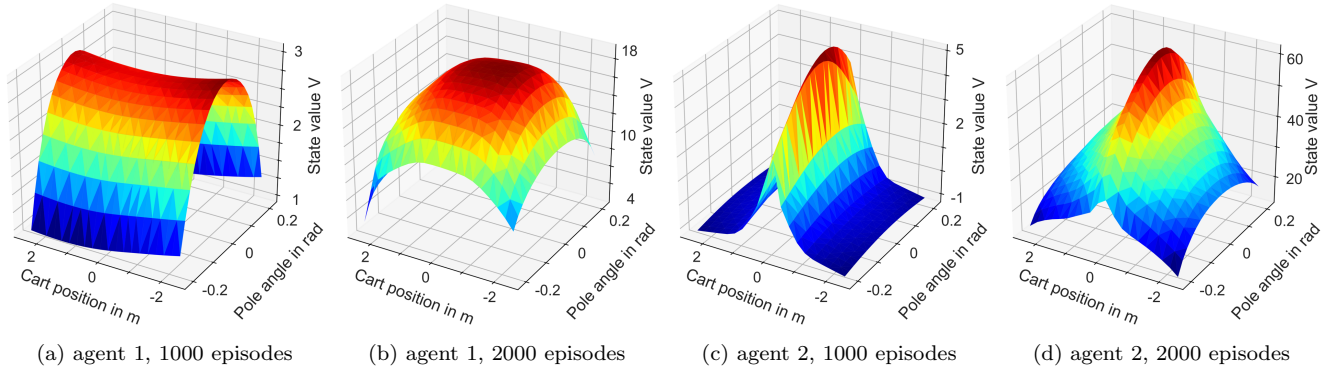 3
2
1
State value V
2
0
-2
Cart position in m
-0.2
0
0.2
Pole angle in rad
(a) agent 1, 1000 episodes
18
10
4
State value V
2
0
-2
Cart position in m
-0.2
0
0.2
Pole angle in rad
(b) agent 1, 2000 episodes
5
2
-1
State value V
2
0
-2
Cart position in m
-0.2
0
0.2
Pole angle in rad
(c) agent 2, 1000 episodes
60
40
20
State value V
2
0
-2
Cart position in m
-0.2
0
0.2
Pole angle in rad
(d) agent 2, 2000 episodes